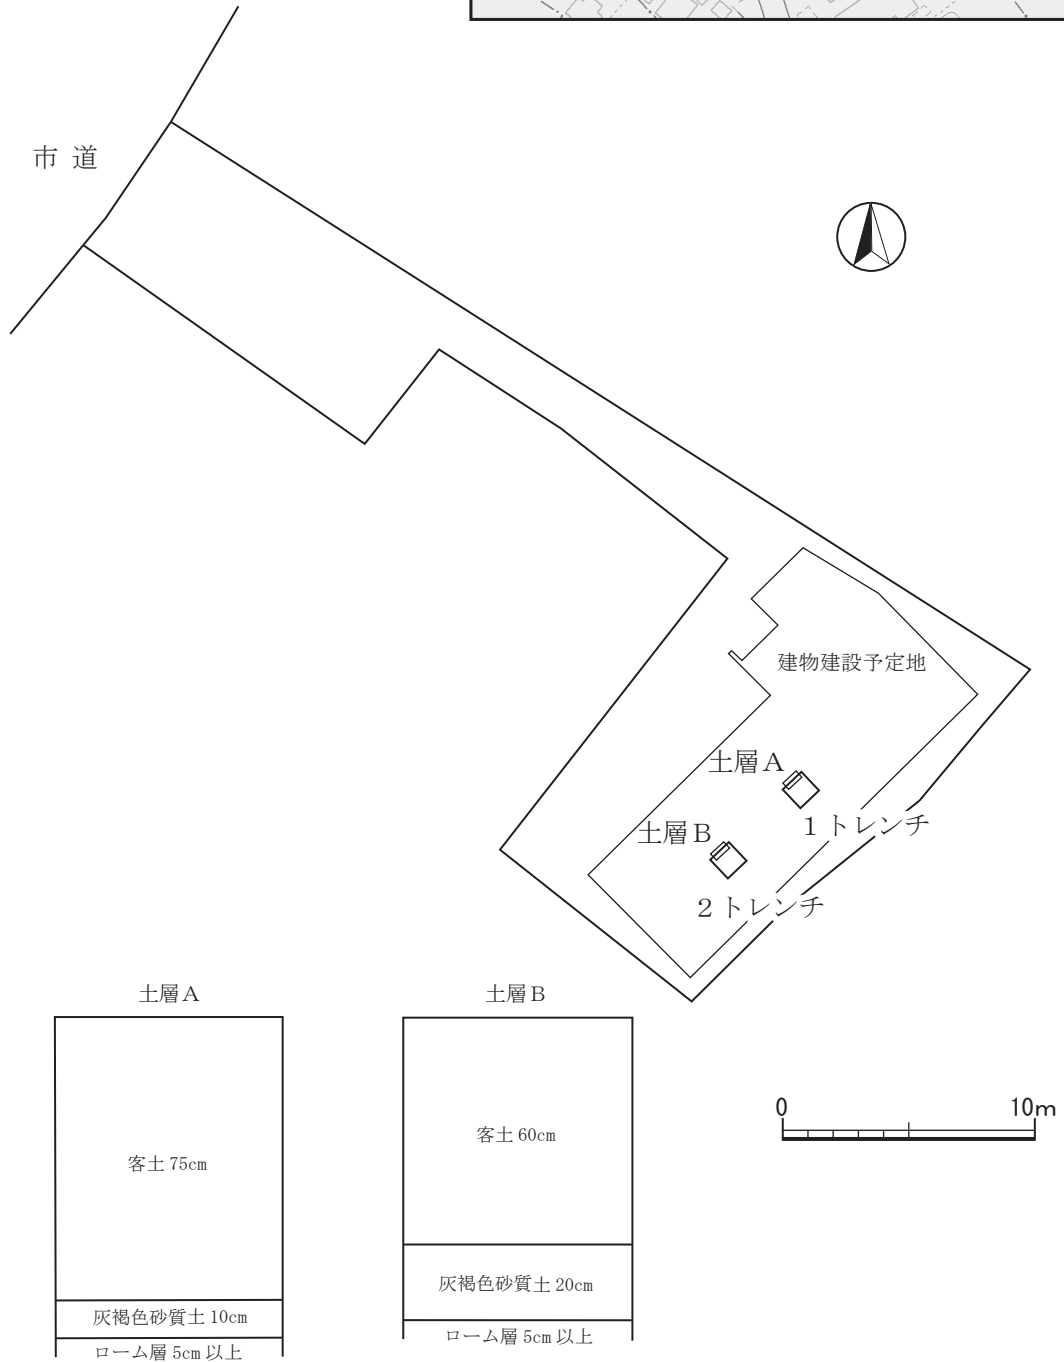 市 道
建物建設予定地
土層A
1トレンチ
土層B
2トレンチ
土層A
客土 75cm
灰褐色砂質土 10cm
ローム層 5cm 以上
土層B
客土 60cm
灰褐色砂質土 20cm
ローム層 5cm 以上
0 10m